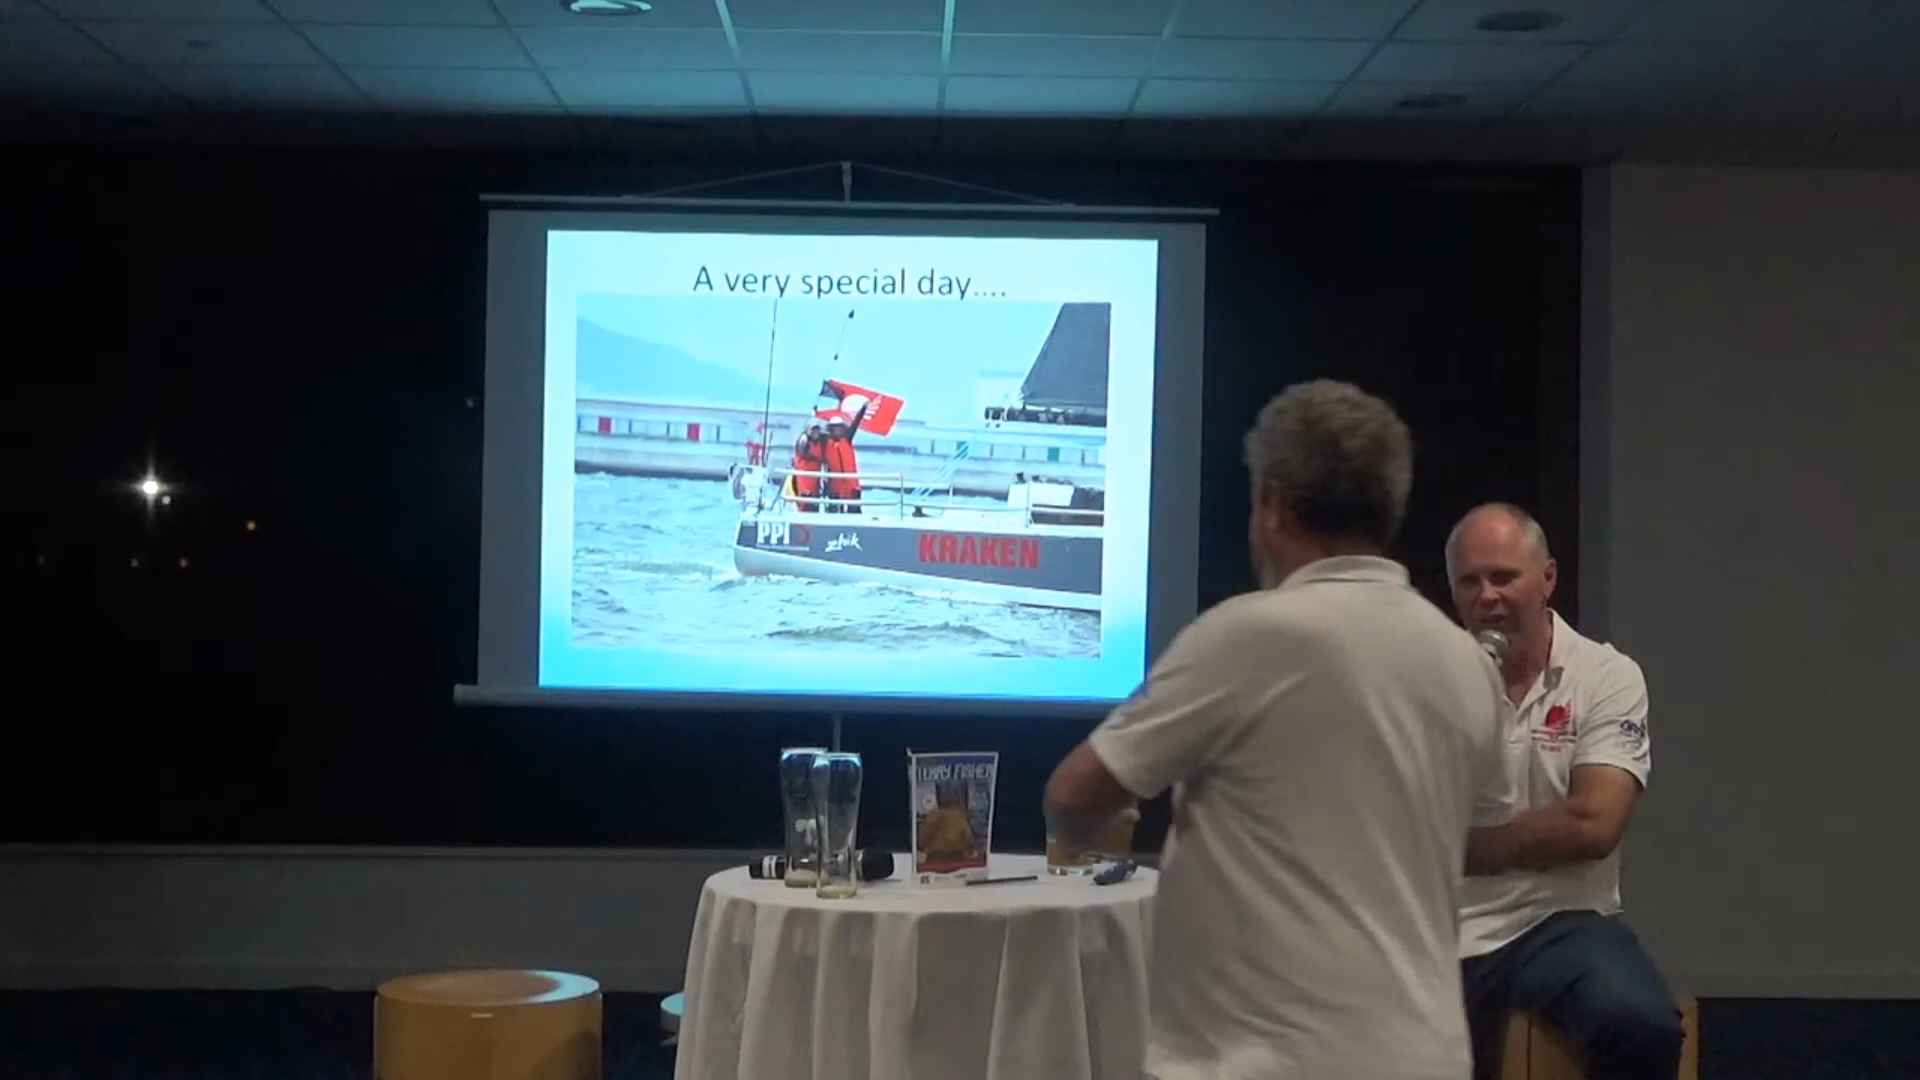 A very special day....
PPI
zhik
KRAKEN
TERRY FISHER